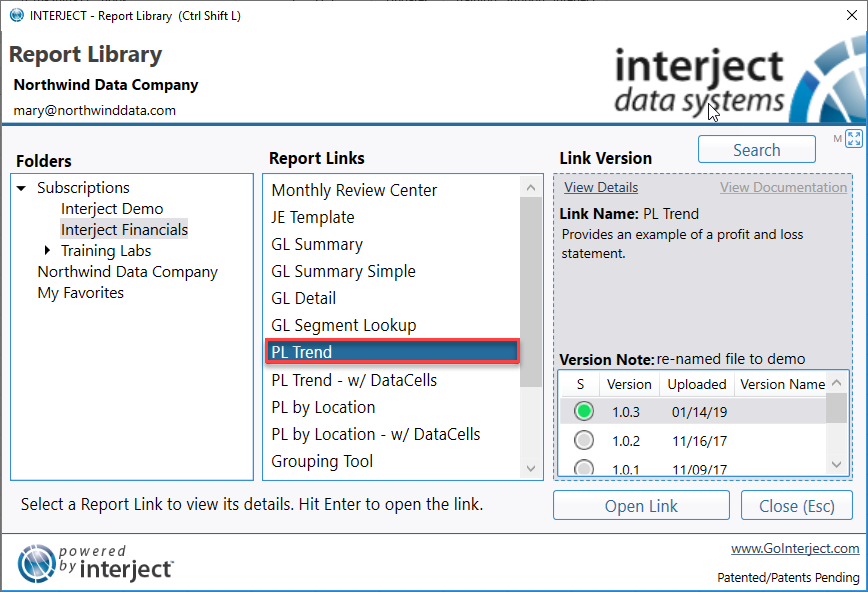 INTERJECT - Report Library (Ctrl Shift L)
Report Library
Northwind Data Company
mary@northwinddata.com
interject
data systems
Search
M
Folders
Subscriptions
Interject Demo
Interject Financials
Training Labs
Northwind Data Company
My Favorites
Report Links
Monthly Review Center
JE Template
GL Summary
GL Summary Simple
GL Detail
GL Segment Lookup
PL Trend
PL Trend - w/ DataCells
PL by Location
PL by Location - w/ DataCells
Grouping Tool
Link Version
View Details View Documentation
Link Name: PL Trend
Provides an example of a profit and loss
statement.
Version Note: re-named file to demo
S Version Uploaded Version Name
1.0.3 01/14/19
1.0.2 11/16/17
1.0.1 11/09/17
Select a Report Link to view its details. Hit Enter to open the link.
Open Link Close (Esc)
powered
by interject
www.GoInterject.com
Patented/Patents Pending